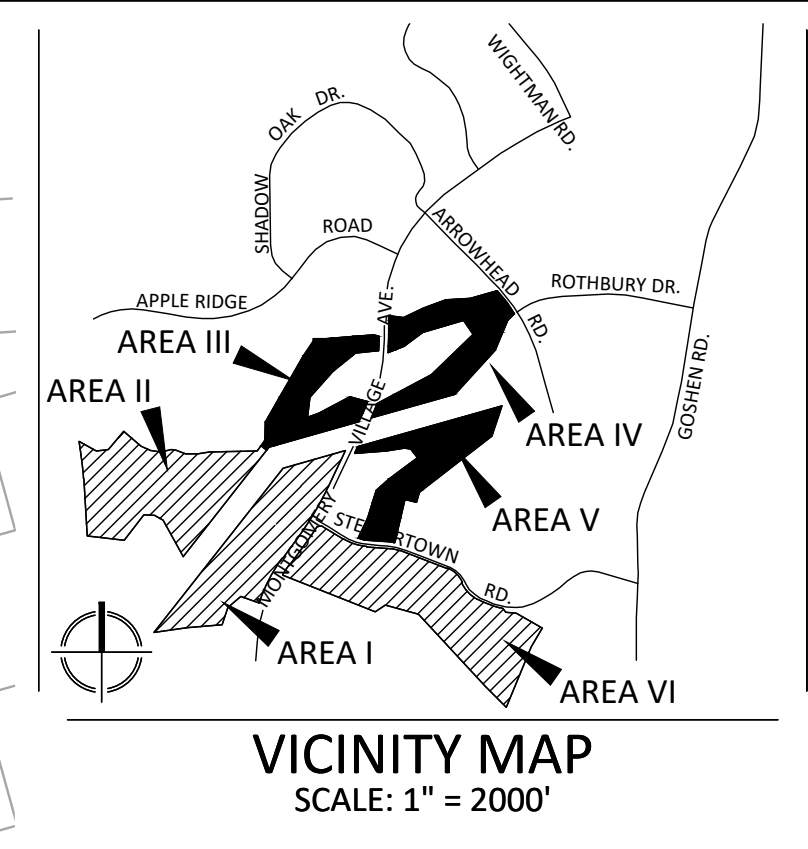 WIGHTMAN RD.
SHADOW OAK DR.
ROAD
ARROWHEAD RD.
ROTHBURY DR.
APPLE RIDGE
AVE.
AREA III
GOSHEN RD.
AREA II
VILLAGE
AREA IV
AREA V
MONTGOMERY
RD.
AREA I
AREA VI
VICINITY MAP
SCALE: 1" = 2000'